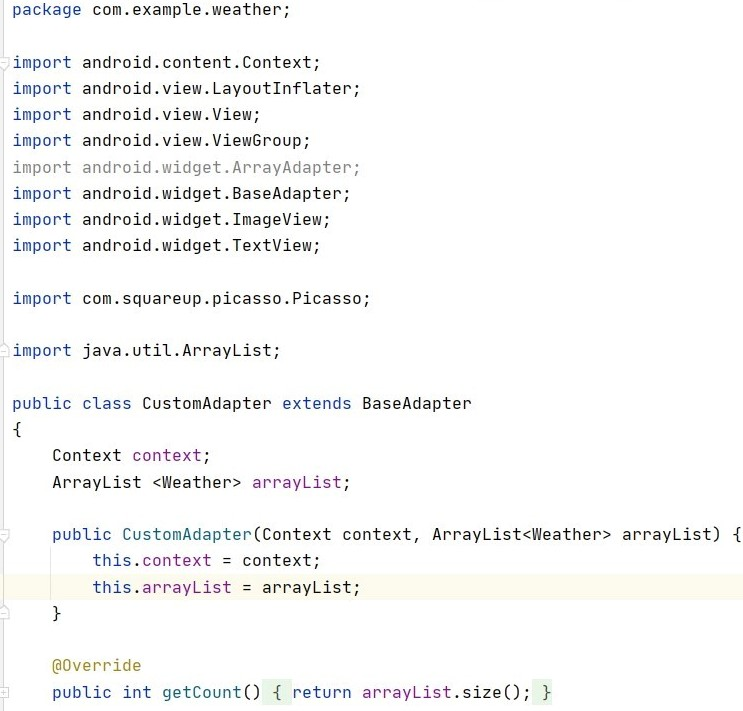 package com.example.weather;
import android.content.Context;
import android.view.LayoutInflater;
import android.view.View;
import android.view.ViewGroup;
import android.widget.ArrayAdapter;
import android.widget.BaseAdapter;
import android.widget.ImageView;
import android.widget.TextView;
import com.squareup.picasso.Picasso;
import java.util.ArrayList;
public class CustomAdapter extends BaseAdapter
{
Context context;
ArrayList <Weather> arrayList;
public CustomAdapter(Context context, ArrayList<Weather> arrayList) {
this.context = context;
this.arrayList = arrayList;
}
@Override
public int getCount() { return arrayList.size(); }